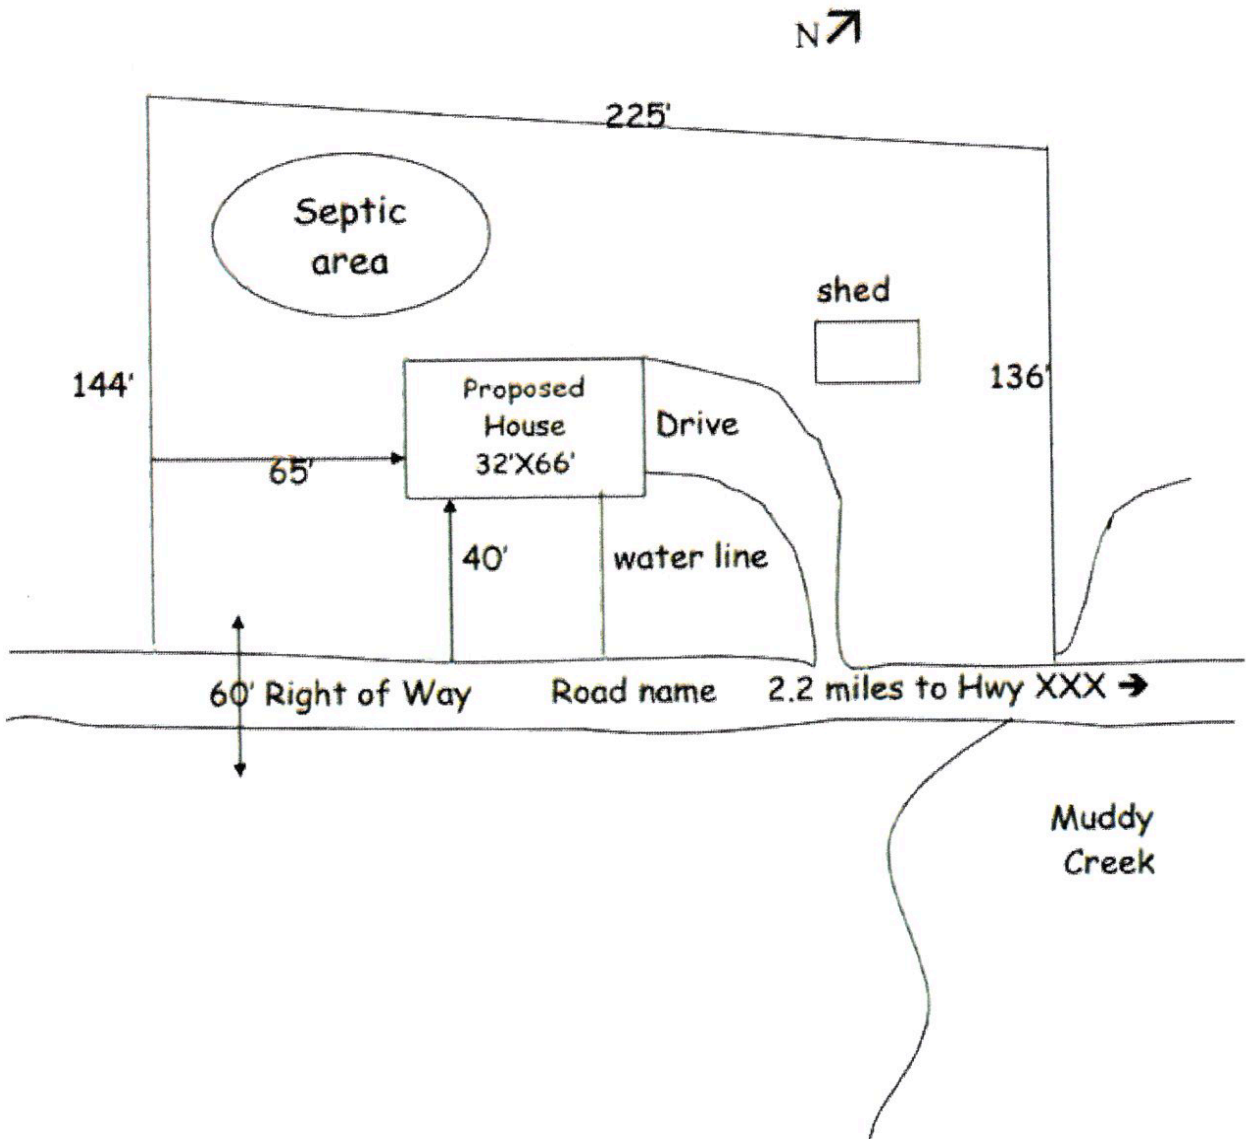 N
225'
Septic
area
shed
144'
136'
Proposed
House
32'X66'
Drive
65'
40'
water line
60' Right of Way
Road name
2.2 miles to Hwy XXX →
Muddy
Creek